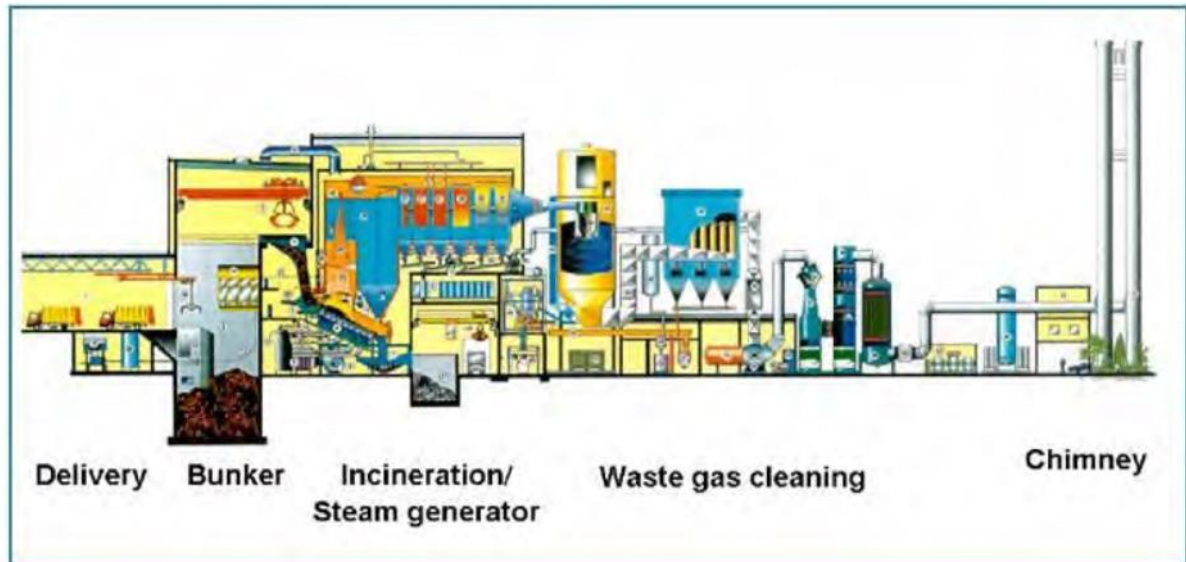 Delivery
Bunker
Incineration/
Steam generator
Waste gas cleaning
Chimney